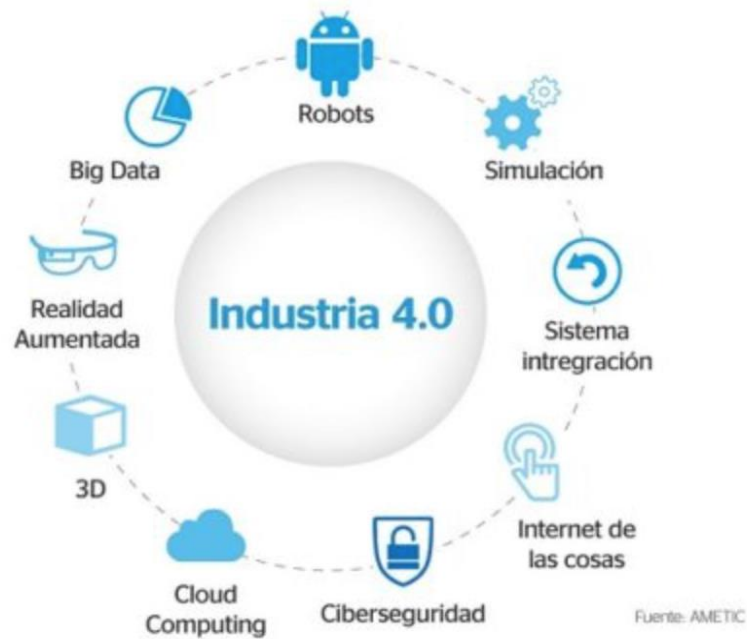 Robots
Big Data
Simulación
Industria 4.0
Realidad
Aumentada
Sistema
intregración
3D
Internet de
las cosas
Cloud
Computing
Ciberseguridad
Fuente: AMETIC